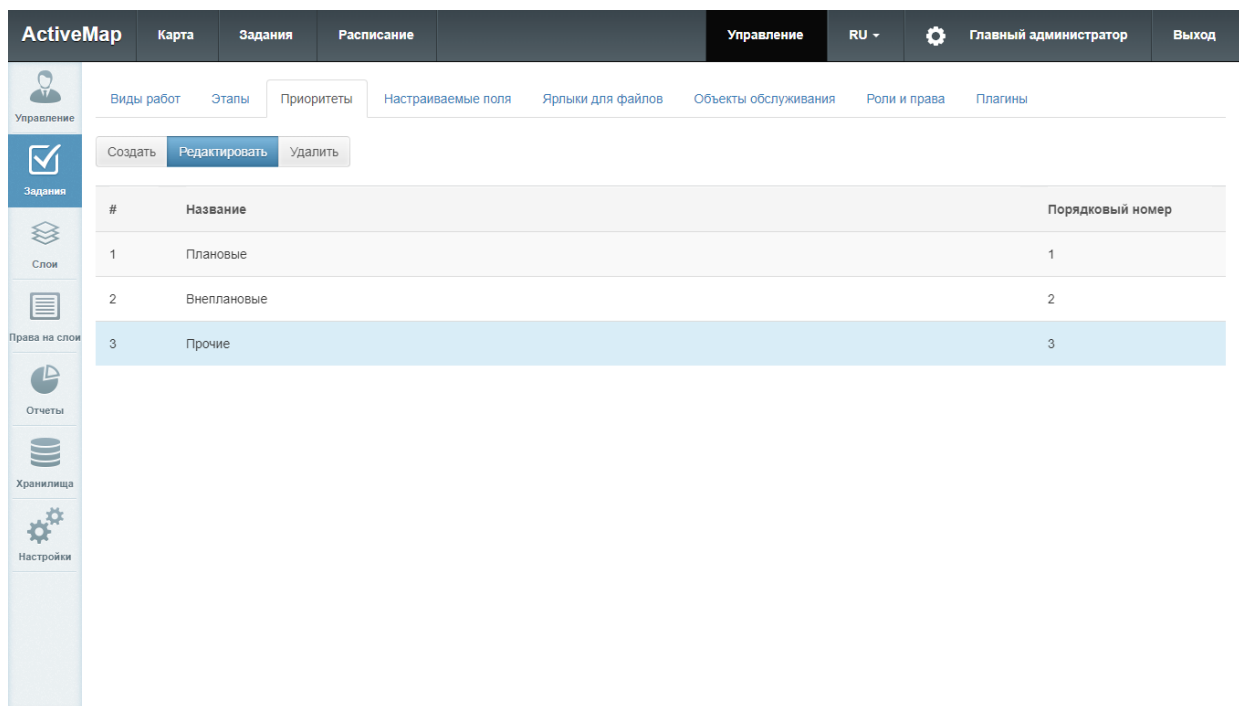 ActiveMap Карта Задания Расписание Управление RU Главный администратор Выход
Управление
Задания
Слои
Права на слои
Отчеты
Хранилища
Настройки
Виды работ Этапы Приоритеты Настраиваемые поля Ярлыки для файлов Объекты обслуживания Роли и права Плагины
Создать Редактировать Удалить
# Название Порядковый номер
1 Плановые 1
2 Внеплановые 2
3 Прочие 3